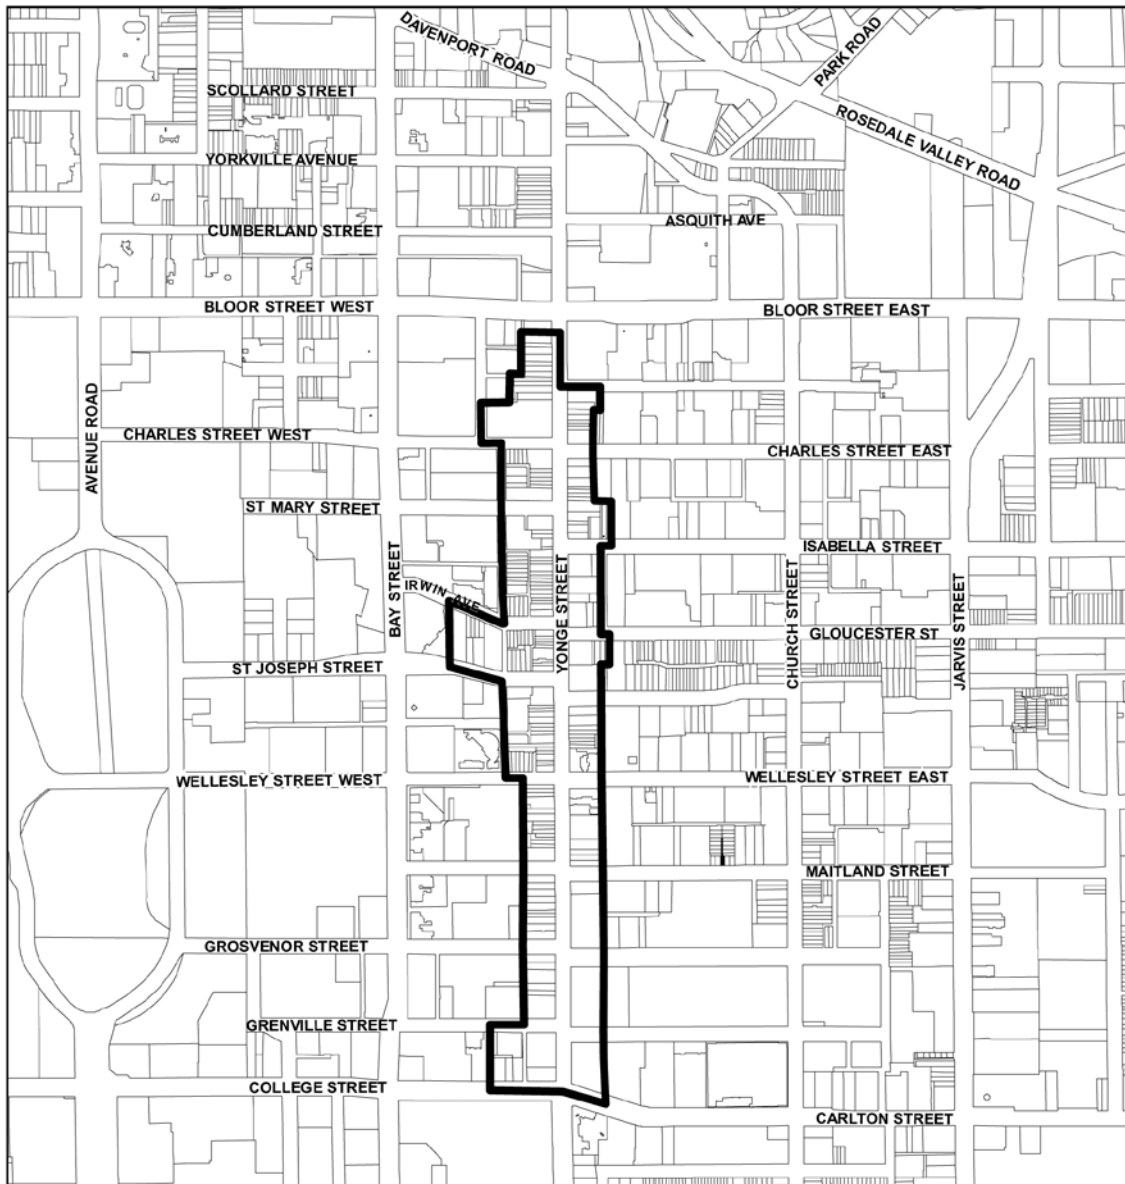 DAVENPORT ROAD
PARK ROAD
SCOLLARD STREET
ROSEDALE VALLEY ROAD
YORKVILLE AVENUE
ASQUITH AVE
CUMBERLAND STREET
BLOOR STREET WEST
BLOOR STREET EAST
AVENUE ROAD
CHARLES STREET WEST
CHARLES STREET EAST
ST MARY STREET
ISABELLA STREET
BAY STREET
IRWIN AVE
YONGE STREET
CHURCH STREET
JARVIS STREET
GLOUCESTER ST
ST JOSEPH STREET
WELLESLEY STREET WEST
WELLESLEY STREET EAST
MAITLAND STREET
GROSVENOR STREET
GRENVILLE STREET
COLLEGE STREET
CARLTON STREET